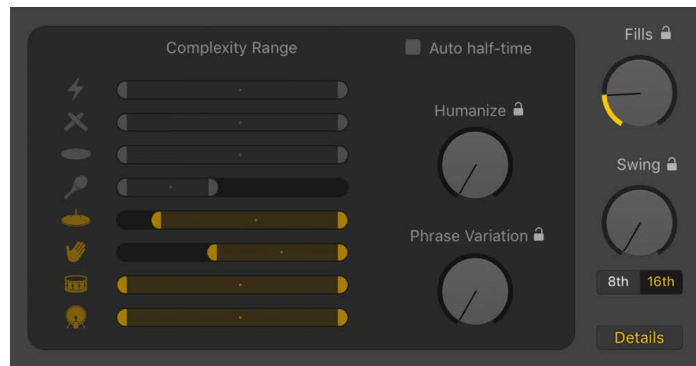 Complexity Range
Auto half-time
Humanize
Phrase Variation
Fills
Swing
8th 16th
Details